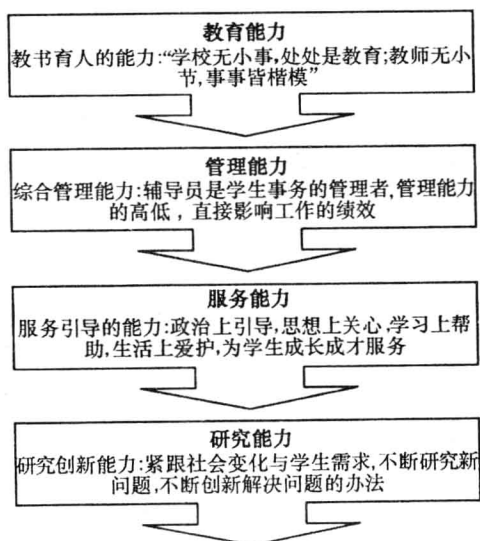 教育能力
教书育人的能力:“学校无小事,处处是教育;教师无小
节,事事皆楷模”
管理能力
综合管理能力:辅导员是学生事务的管理者,管理能力
的高低,直接影响工作的绩效
服务能力
服务引导的能力:政治上引导,思想上关心,学习上帮
助,生活上爱护,为学生成长成才服务
研究能力
研究创新能力:紧跟社会变化与学生需求,不断研究新
问题,不断创新解决问题的办法